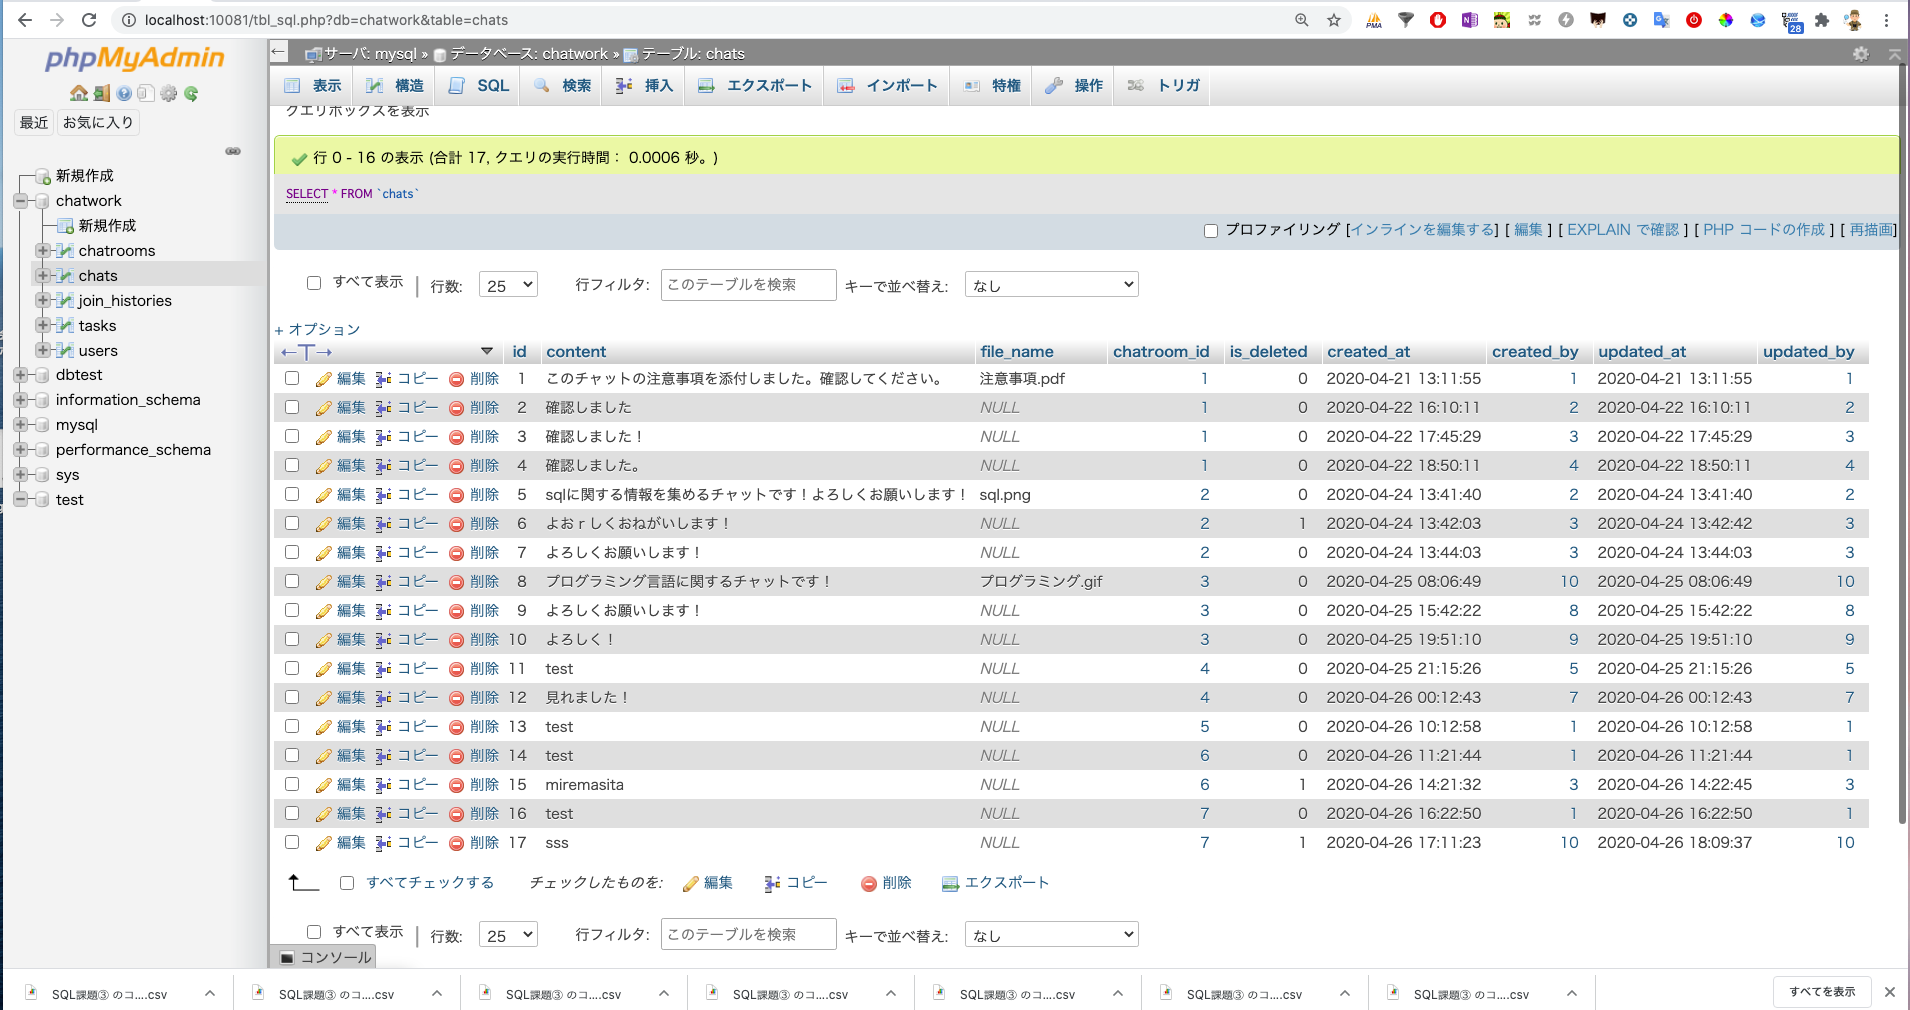 localhost:10081/tbl_sql.php?db=chatwork&table=chats
PMA
28
phpMyAdmin
最近 お気に入り
新規作成
chatwork
新規作成
chatrooms
chats
join_histories
tasks
users
dbtest
information_schema
mysql
performance_schema
sys
test
サーバ: mysql » データベース: chatwork » テーブル: chats
表示 構造 SQL 検索 挿入 エクスポート インポート 特権 操作 トリガ
クエリボックスを表示
行 0 - 16 の表示 (合計 17, クエリの実行時間： 0.0006 秒。)
SELECT * FROM `chats`
プロファイリング [インラインを編集する] [ 編集 ] [ EXPLAIN で確認 ] [ PHP コードの作成 ] [ 再描画]
すべて表示 | 行数: 25 行フィルタ: このテーブルを検索 キーで並べ替え: なし
+ オプション
←T→ id content file_name chatroom_id is_deleted created_at created_by updated_at updated_by
編集 コピー 削除 1 このチャットの注意事項を添付しました。確認してください。 注意事項.pdf 1 0 2020-04-21 13:11:55 1 2020-04-21 13:11:55 1
編集 コピー 削除 2 確認しました NULL 1 0 2020-04-22 16:10:11 2 2020-04-22 16:10:11 2
編集 コピー 削除 3 確認しました！ NULL 1 0 2020-04-22 17:45:29 3 2020-04-22 17:45:29 3
編集 コピー 削除 4 確認しました。 NULL 1 0 2020-04-22 18:50:11 4 2020-04-22 18:50:11 4
編集 コピー 削除 5 sqlに関する情報を集めるチャットです！よろしくお願いします！ sql.png 2 0 2020-04-24 13:41:40 2 2020-04-24 13:41:40 2
編集 コピー 削除 6 よおｒしくおねがいします！ NULL 2 1 2020-04-24 13:42:03 3 2020-04-24 13:42:42 3
編集 コピー 削除 7 よろしくお願いします！ NULL 2 0 2020-04-24 13:44:03 3 2020-04-24 13:44:03 3
編集 コピー 削除 8 プログラミング言語に関するチャットです！ プログラミング.gif 3 0 2020-04-25 08:06:49 10 2020-04-25 08:06:49 10
編集 コピー 削除 9 よろしくお願いします！ NULL 3 0 2020-04-25 15:42:22 8 2020-04-25 15:42:22 8
編集 コピー 削除 10 よろしく！ NULL 3 0 2020-04-25 19:51:10 9 2020-04-25 19:51:10 9
編集 コピー 削除 11 test NULL 4 0 2020-04-25 21:15:26 5 2020-04-25 21:15:26 5
編集 コピー 削除 12 見れました！ NULL 4 0 2020-04-26 00:12:43 7 2020-04-26 00:12:43 7
編集 コピー 削除 13 test NULL 5 0 2020-04-26 10:12:58 1 2020-04-26 10:12:58 1
編集 コピー 削除 14 test NULL 6 0 2020-04-26 11:21:44 1 2020-04-26 11:21:44 1
編集 コピー 削除 15 miremasita NULL 6 1 2020-04-26 14:21:32 3 2020-04-26 14:22:45 3
編集 コピー 削除 16 test NULL 7 0 2020-04-26 16:22:50 1 2020-04-26 16:22:50 1
編集 コピー 削除 17 sss NULL 7 1 2020-04-26 17:11:23 10 2020-04-26 18:09:37 10
すべてチェックする チェックしたものを: 編集 コピー 削除 エクスポート
すべて表示 | 行数: 25 行フィルタ: このテーブルを検索 キーで並べ替え: なし
コンソール
SQL課題③ のコ....csv SQL課題③ のコ....csv SQL課題③ のコ....csv SQL課題③ のコ....csv SQL課題③ のコ....csv SQL課題③ のコ....csv SQL課題③ のコ....csv すべてを表示